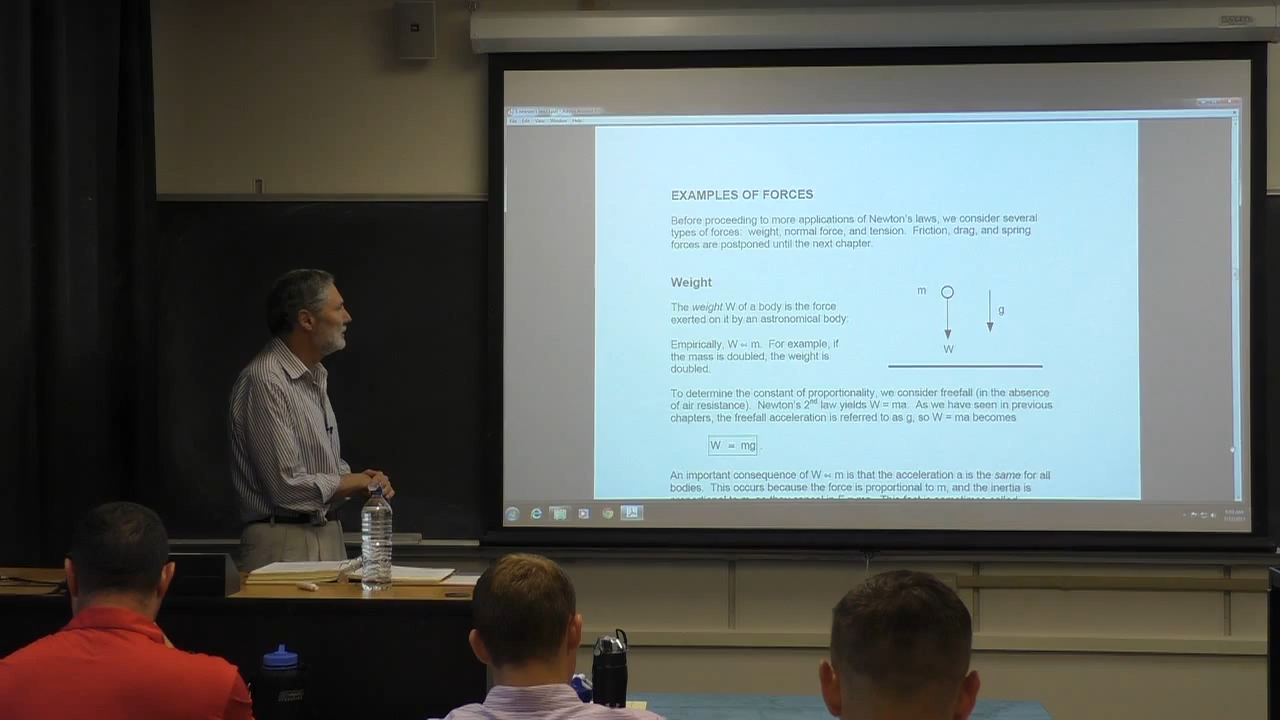 File Edit View Window Help
EXAMPLES OF FORCES
Before proceeding to more applications of Newton's laws, we consider several
types of forces: weight, normal force, and tension. Friction, drag, and spring
forces are postponed until the next chapter.
Weight
The weight W of a body is the force
exerted on it by an astronomical body:
Empirically, W ∝ m. For example, if
the mass is doubled, the weight is
doubled.
m
g
W
To determine the constant of proportionality, we consider freefall (in the absence
of air resistance). Newton's 2nd law yields W = ma. As we have seen in previous
chapters, the freefall acceleration is referred to as g, so W = ma becomes
W = mg .
An important consequence of W ∝ m is that the acceleration a is the same for all
bodies. This occurs because the force is proportional to m, and the inertia is